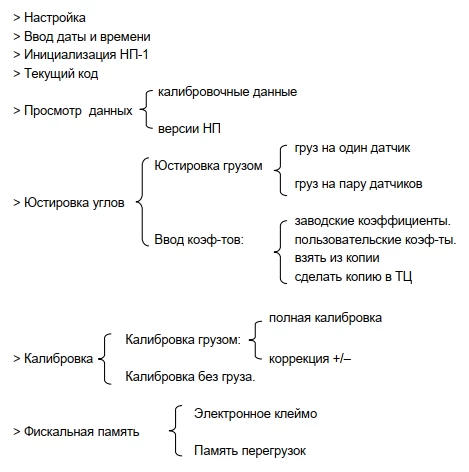 > Настройка
> Ввод даты и времени
> Инициализация НП-1
> Текущий код
калибровочные данные
> Просмотр данных
версии НП
груз на один датчик
Юстировка грузом
груз на пару датчиков
> Юстировка углов
заводские коэффициенты.
Ввод коэф-тов:
пользовательские коэф-ты.
взять из копии
сделать копию в ТЦ
полная калибровка
Калибровка грузом:
> Калибровка
коррекция +/–
Калибровка без груза.
Электронное клеймо
> Фискальная память
Память перегрузок